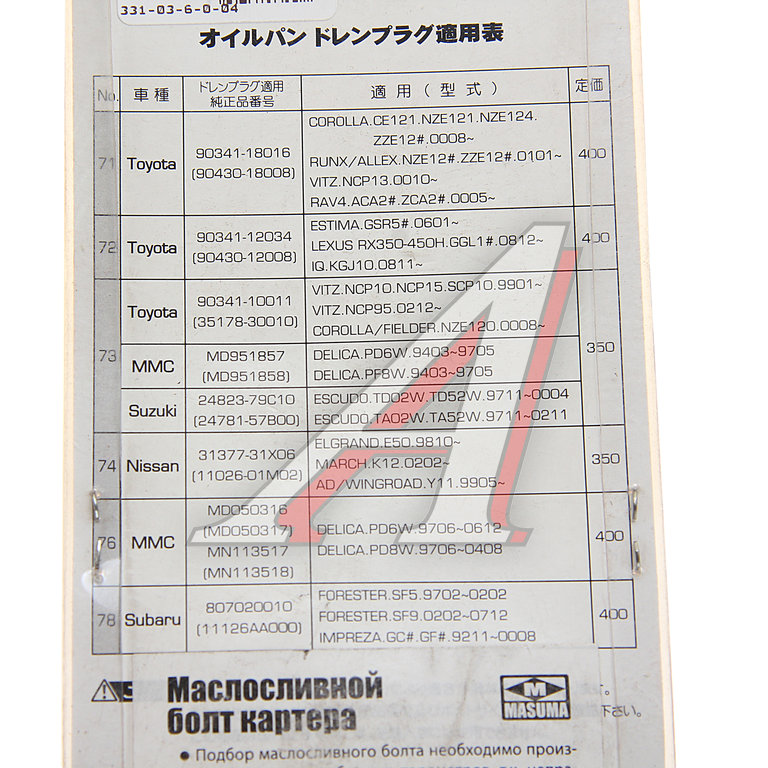 331-03-6-0-04
オイルパン ドレンプラグ適用表
No. 車種 ドレンプラグ適用 純正品番号 適用(型式) 定価
71 Toyota 90341-18016 (90430-18008) 400
COROLLA.CE121.NZE121.NZE124.
ZZE12#.0008~
RUNX/ALLEX.NZE12#.ZZE12#.0101~
VITZ.NCP13.0010~
RAV4.ACA2#.ZCA2#.0005~
72 Toyota 90341-12034 (90430-12008) 400
ESTIMA.GSR5#.0601~
LEXUS RX350-450H.GGL1#.0812~
IQ.KGJ10.0811~
73 Toyota 90341-10011 (35178-30010) 350
VITZ.NCP10.NCP15.SCP10.9901~
VITZ.NCP95.0212~
COROLLA/FIELDER.NZE120.0008~
MMC MD951857 (MD951858)
DELICA.PD6W.9403~9705
DELICA.PF8W.9403~9705
Suzuki 24823-79C10 (24781-57B00)
ESCUDO.TD02W.TD52W.9711~0004
ESCUDO.TA02W.TA52W.9711~0211
74 Nissan 31377-31X06 (11026-01M02) 350
ELGRAND.E50.9810~
MARCH.K12.0202~
AD/WINGROAD.Y11.9905~
76 MMC MD050316 (MD050317) MN113517 (MN113518) 400
DELICA.PD6W.9706~0612
DELICA.PD8W.9706~0408
78 Subaru 807020010 (11126AA000) 400
FORESTER.SF5.9702~0202
FORESTER.SF9.0202~0712
IMPREZA.GC#.GF#.9211~0008
Маслосливной
болт картера
MASUMA
下さい。
• Подбор маслосливного болта необходимо произ-